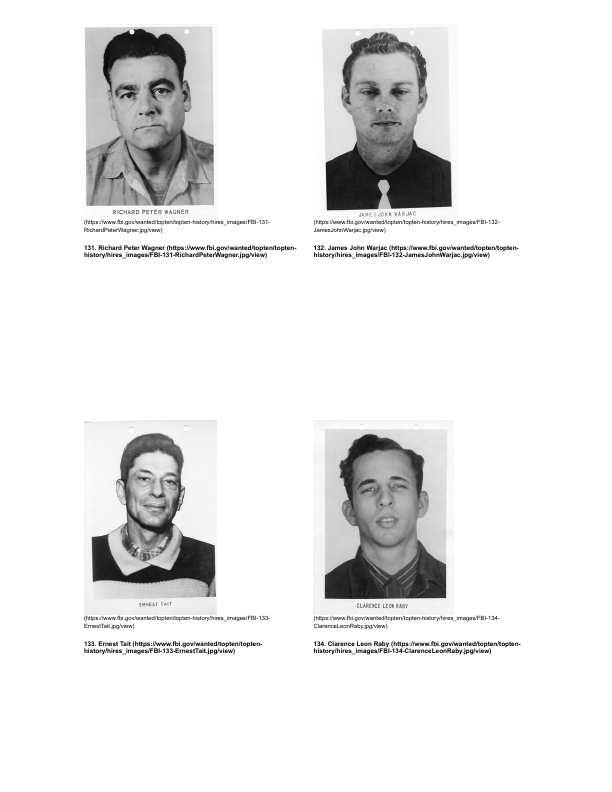 RICHARD PETER WAGNER
(https://www.fbi.gov/wanted/topten/topten-history/hires_images/FBI-131-
RichardPeterWagner.jpg/view)
131. Richard Peter Wagner (https://www.fbi.gov/wanted/topten/topten-
history/hires_images/FBI-131-RichardPeterWagner.jpg/view)
JAMES JOHN WARJAC
(https://www.fbi.gov/wanted/topten/topten-history/hires_images/FBI-132-
JamesJohnWarjac.jpg/view)
132. James John Warjac (https://www.fbi.gov/wanted/topten/topten-
history/hires_images/FBI-132-JamesJohnWarjac.jpg/view)
ERNEST TAIT
(https://www.fbi.gov/wanted/topten/topten-history/hires_images/FBI-133-
ErnestTait.jpg/view)
133. Ernest Tait (https://www.fbi.gov/wanted/topten/topten-
history/hires_images/FBI-133-ErnestTait.jpg/view)
CLARENCE LEON RABY
(https://www.fbi.gov/wanted/topten/topten-history/hires_images/FBI-134-
ClarenceLeonRaby.jpg/view)
134. Clarence Leon Raby (https://www.fbi.gov/wanted/topten/topten-
history/hires_images/FBI-134-ClarenceLeonRaby.jpg/view)